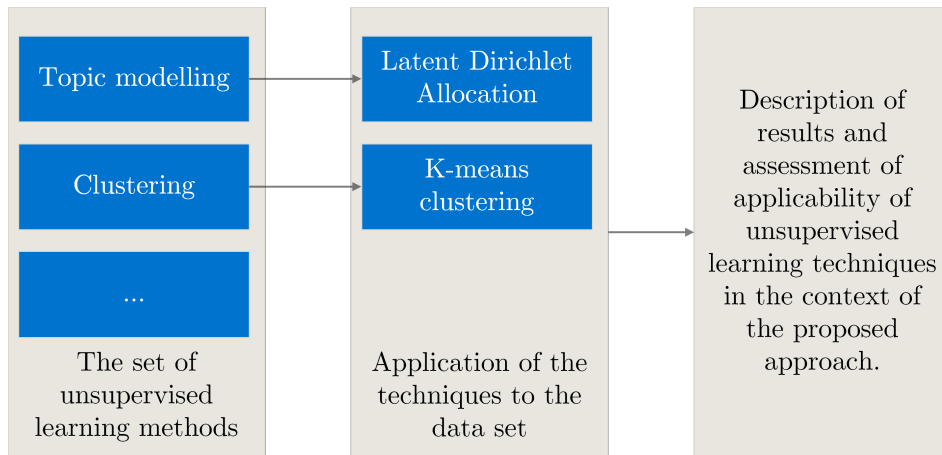 Topic modelling
Clustering
...
The set of
unsupervised
learning methods
Latent Dirichlet
Allocation
K-means
clustering
Application of the
techniques to the
data set
Description of
results and
assessment of
applicability of
unsupervised
learning techniques
in the context of
the proposed
approach.